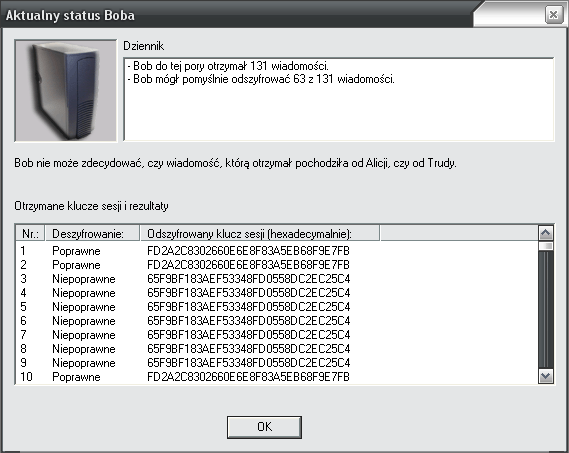 Aktualny status Boba
Dziennik
- Bob do tej pory otrzymał 131 wiadomości.
- Bob mógł pomyślnie odszyfrować 63 z 131 wiadomości.
Bob nie może zdecydować, czy wiadomość, którą otrzymał pochodziła od Alicji, czy od Trudy.
Otrzymane klucze sesji i rezultaty
Nr.: Deszyfrowanie: Odszyfrowany klucz sesji (hexadecymalnie):
1 Poprawne FD2A2C8302660E6E8F83A5EB68F9E7FB
2 Poprawne FD2A2C8302660E6E8F83A5EB68F9E7FB
3 Niepoprawne 65F9BF183AEF53348FD0558DC2EC25C4
4 Niepoprawne 65F9BF183AEF53348FD0558DC2EC25C4
5 Niepoprawne 65F9BF183AEF53348FD0558DC2EC25C4
6 Niepoprawne 65F9BF183AEF53348FD0558DC2EC25C4
7 Niepoprawne 65F9BF183AEF53348FD0558DC2EC25C4
8 Niepoprawne 65F9BF183AEF53348FD0558DC2EC25C4
9 Niepoprawne 65F9BF183AEF53348FD0558DC2EC25C4
10 Poprawne FD2A2C8302660E6E8F83A5EB68F9E7FB
OK